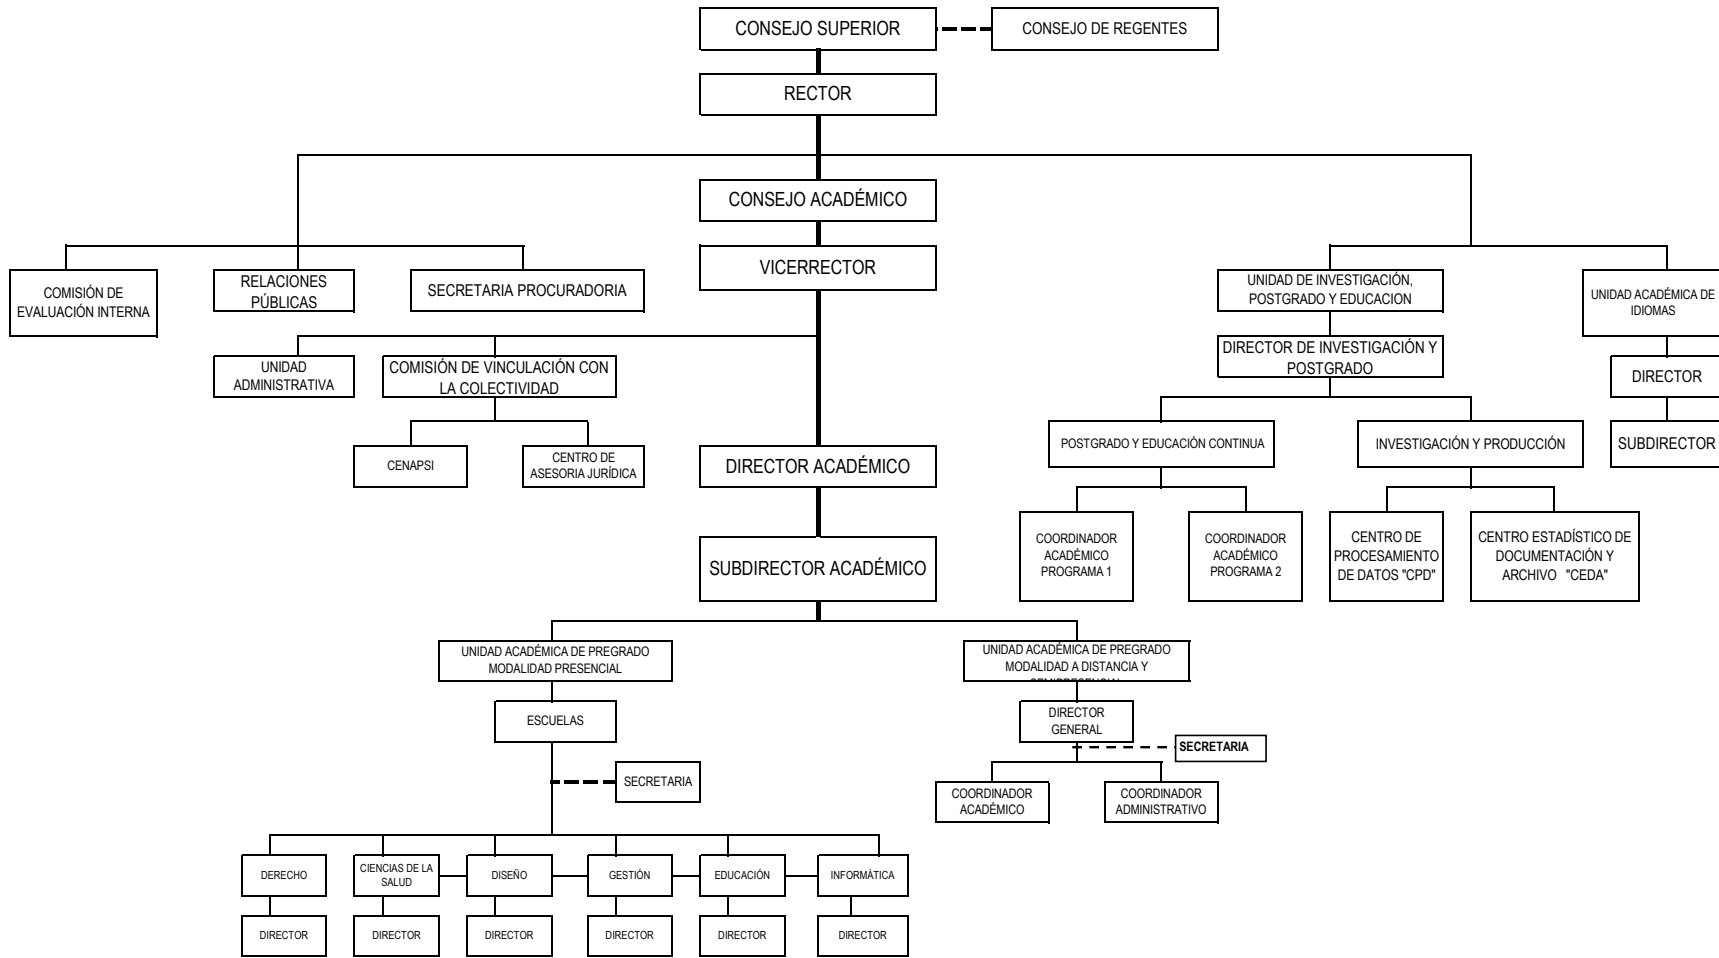 CONSEJO SUPERIOR
CONSEJO DE REGENTES
RECTOR
CONSEJO ACADÉMICO
VICERRECTOR
COMISIÓN DE
EVALUACIÓN INTERNA
RELACIONES
PÚBLICAS
SECRETARIA PROCURADORIA
UNIDAD DE INVESTIGACIÓN,
POSTGRADO Y EDUCACION
UNIDAD ACADÉMICA DE
IDIOMAS
UNIDAD
ADMINISTRATIVA
COMISIÓN DE VINCULACIÓN CON
LA COLECTIVIDAD
DIRECTOR DE INVESTIGACIÓN Y
POSTGRADO
DIRECTOR
CENAPSI
CENTRO DE
ASESORIA JURÍDICA
DIRECTOR ACADÉMICO
POSTGRADO Y EDUCACIÓN CONTINUA
INVESTIGACIÓN Y PRODUCCIÓN
SUBDIRECTOR
SUBDIRECTOR ACADÉMICO
COORDINADOR
ACADÉMICO
PROGRAMA 1
COORDINADOR
ACADÉMICO
PROGRAMA 2
CENTRO DE
PROCESAMIENTO
DE DATOS "CPD"
CENTRO ESTADÍSTICO DE
DOCUMENTACIÓN Y
ARCHIVO "CEDA"
UNIDAD ACADÉMICA DE PREGRADO
MODALIDAD PRESENCIAL
UNIDAD ACADÉMICA DE PREGRADO
MODALIDAD A DISTANCIA Y
ESCUELAS
DIRECTOR
GENERAL
SECRETARIA
SECRETARIA
COORDINADOR
ACADÉMICO
COORDINADOR
ADMINISTRATIVO
DERECHO
CIENCIAS DE LA
SALUD
DISEÑO
GESTIÓN
EDUCACIÓN
INFORMÁTICA
DIRECTOR
DIRECTOR
DIRECTOR
DIRECTOR
DIRECTOR
DIRECTOR